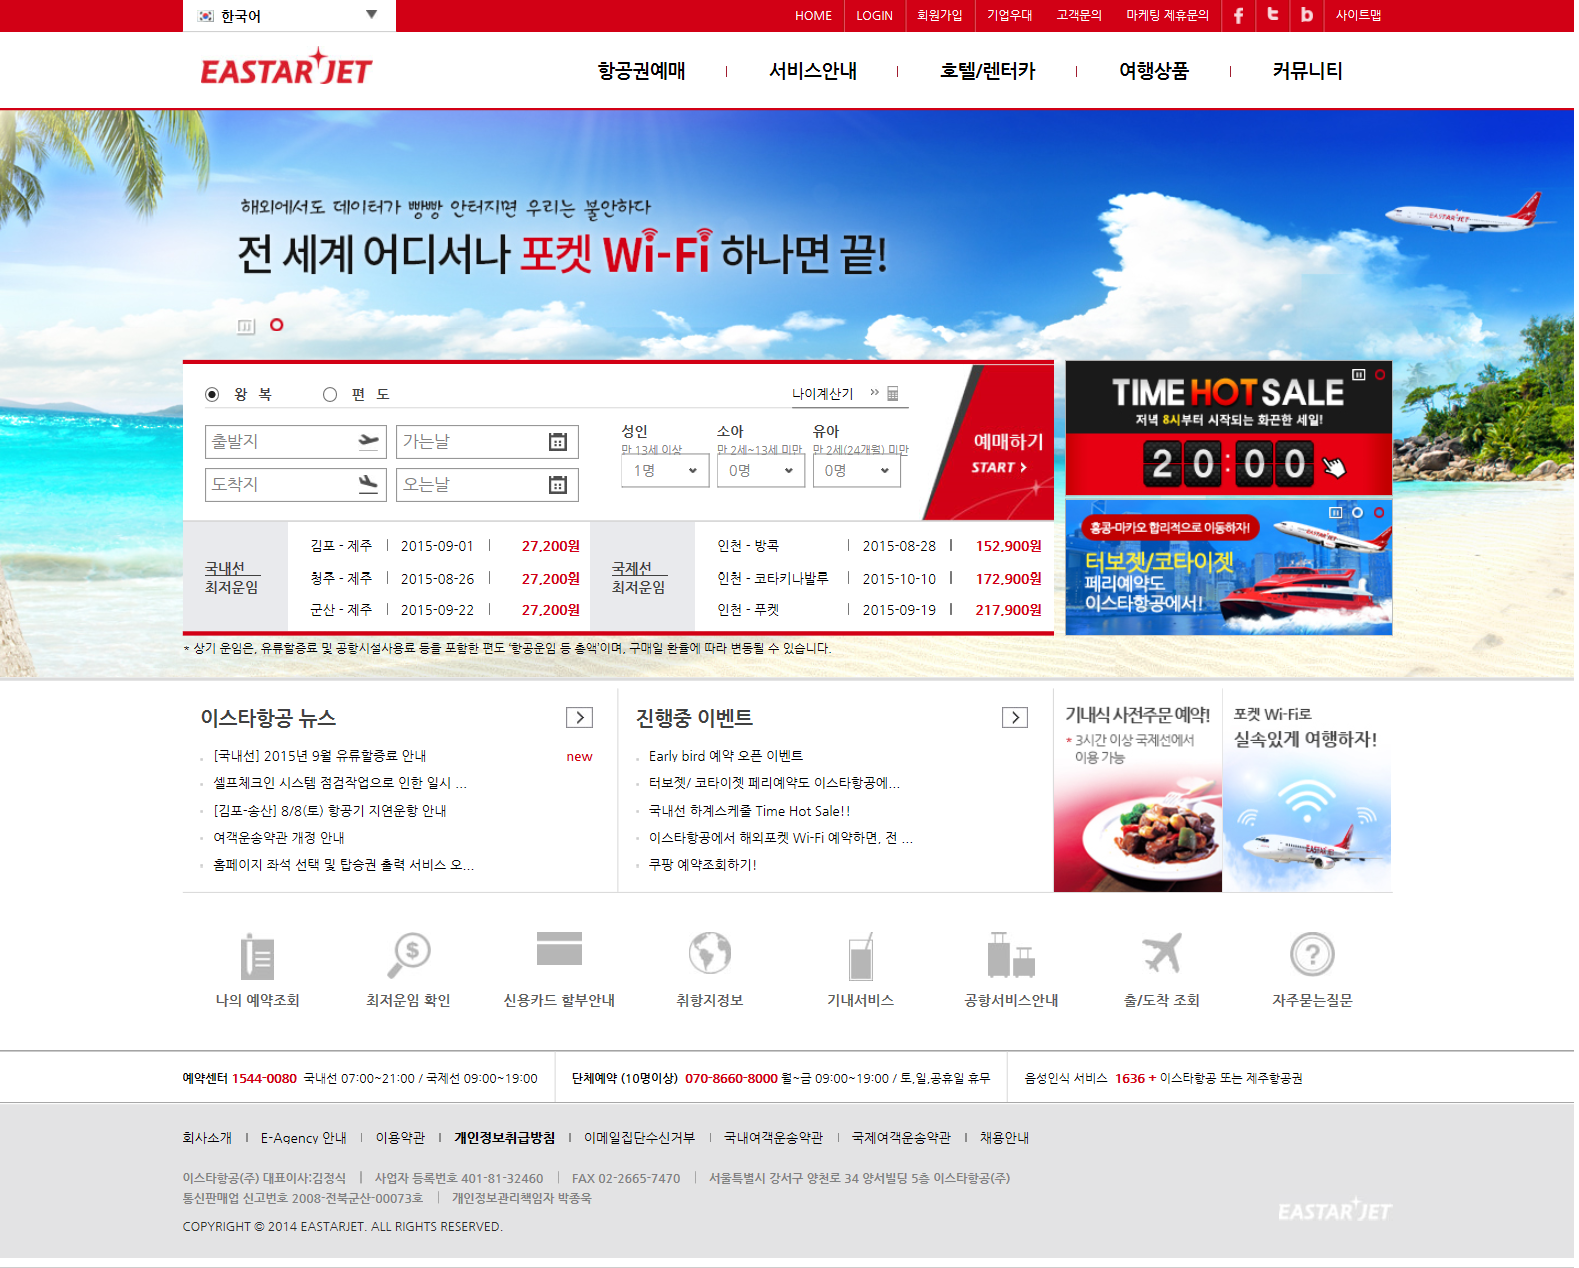 한국어
HOME LOGIN 회원가입 기업우대 고객문의 마케팅 제휴문의 f t b 사이트맵
EASTAR JET
항공권예매 서비스안내 호텔/렌터카 여행상품 커뮤니티
해외에서도 데이터가 빵빵 안터지면 우리는 불안하다
전 세계 어디서나 포켓 Wi-Fi 하나면 끝!
EASTAR JET
왕 복 편 도 나이계산기
출발지 가는날
도착지 오는날
성인 소아 유아
만 13세 이상 만 2세~13세 미만 만 2세(24개월) 미만
1명 0명 0명
예매하기
START
TIME HOT SALE
저녁 8시부터 시작되는 화끈한 세일!
20:00
홍콩-마카오 합리적으로 이동하자!
터보젯/코타이젯
페리예약도
이스타항공에서!
국내선
최저운임
김포 - 제주 2015-09-01 27,200원
청주 - 제주 2015-08-26 27,200원
군산 - 제주 2015-09-22 27,200원
국제선
최저운임
인천 - 방콕 2015-08-28 152,900원
인천 - 코타키나발루 2015-10-10 172,900원
인천 - 푸켓 2015-09-19 217,900원
* 상기 운임은, 유류할증료 및 공항시설사용료 등을 포함한 편도 '항공운임 등 총액'이며, 구매일 환율에 따라 변동될 수 있습니다.
이스타항공 뉴스
[국내선] 2015년 9월 유류할증료 안내 new
셀프체크인 시스템 점검작업으로 인한 일시 ...
[김포-송산] 8/8(토) 항공기 지연운항 안내
여객운송약관 개정 안내
홈페이지 좌석 선택 및 탑승권 출력 서비스 오...
진행중 이벤트
Early bird 예약 오픈 이벤트
터보젯/ 코타이젯 페리예약도 이스타항공에...
국내선 하계스케줄 Time Hot Sale!!
이스타항공에서 해외포켓 Wi-Fi 예약하면, 전 ...
쿠팡 예약조회하기!
기내식 사전주문 예약!
* 3시간 이상 국제선에서
이용 가능
포켓 Wi-Fi로
실속있게 여행하자!
EASTAR JET
나의 예약조회 최저운임 확인 신용카드 할부안내 취항지정보 기내서비스 공항서비스안내 출/도착 조회 자주묻는질문
예약센터 1544-0080 국내선 07:00~21:00 / 국제선 09:00~19:00 단체예약 (10명이상) 070-8660-8000 월~금 09:00~19:00 / 토,일,공휴일 휴무 음성인식 서비스 1636 + 이스타항공 또는 제주항공권
회사소개 E-Agency 안내 이용약관 개인정보취급방침 이메일집단수신거부 국내여객운송약관 국제여객운송약관 채용안내
이스타항공(주) 대표이사:김정식 사업자 등록번호 401-81-32460 FAX 02-2665-7470 서울특별시 강서구 양천로 34 양서빌딩 5층 이스타항공(주)
통신판매업 신고번호 2008-전북군산-00073호 개인정보관리책임자 박종욱
COPYRIGHT © 2014 EASTARJET. ALL RIGHTS RESERVED.
EASTAR JET